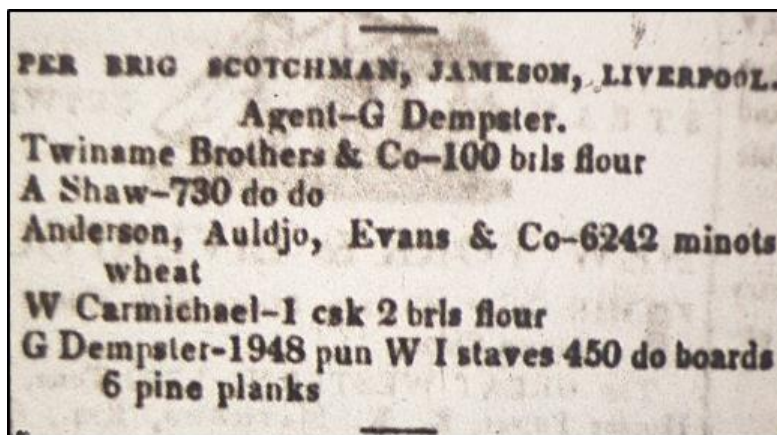 PER BRIG SCOTCHMAN, JAMESON, LIVERPOOL.
Agent–G Dempster.
Twiname Brothers & Co–100 brls flour
A Shaw–730 do do
Anderson, Auldjo, Evans & Co–6242 minots
wheat
W Carmichael–1 csk 2 brls flour
G Dempster–1948 pun W I staves 450 do boards
6 pine planks